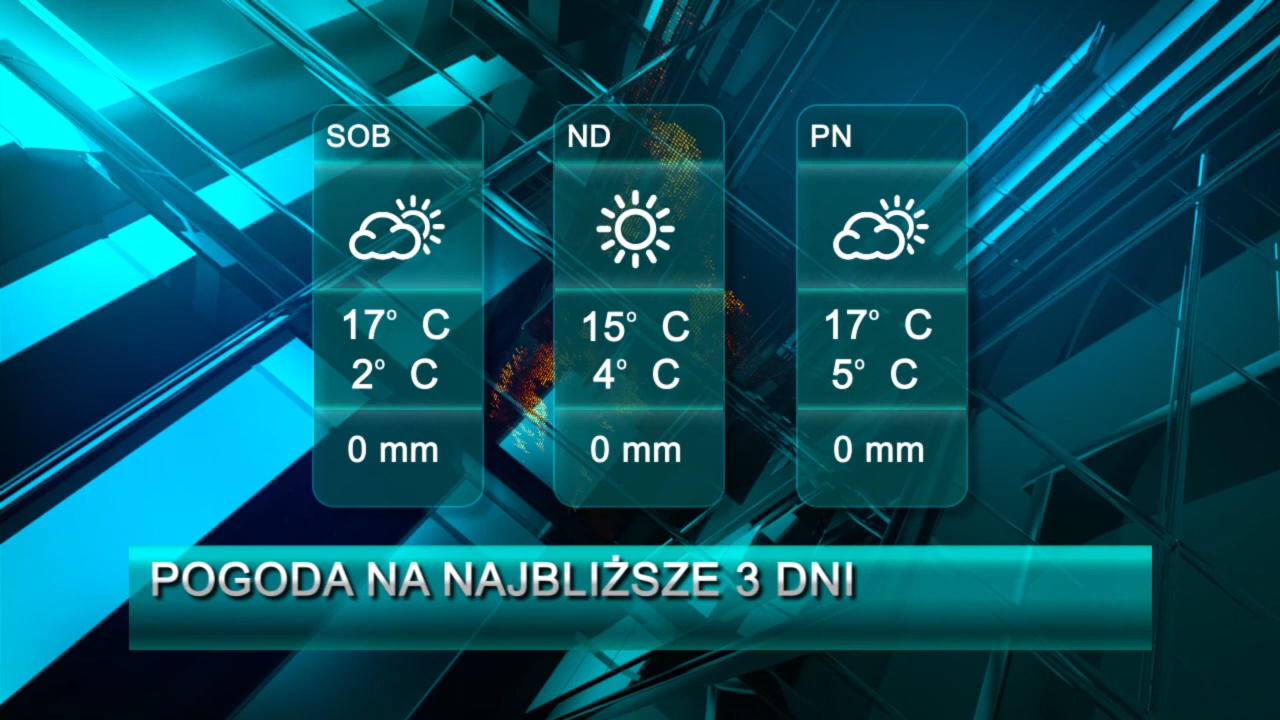 SOB
17° C
2° C
0 mm
ND
15° C
4° C
0 mm
PN
17° C
5° C
0 mm
POGODA NA NAJBLIŻSZE 3 DNI